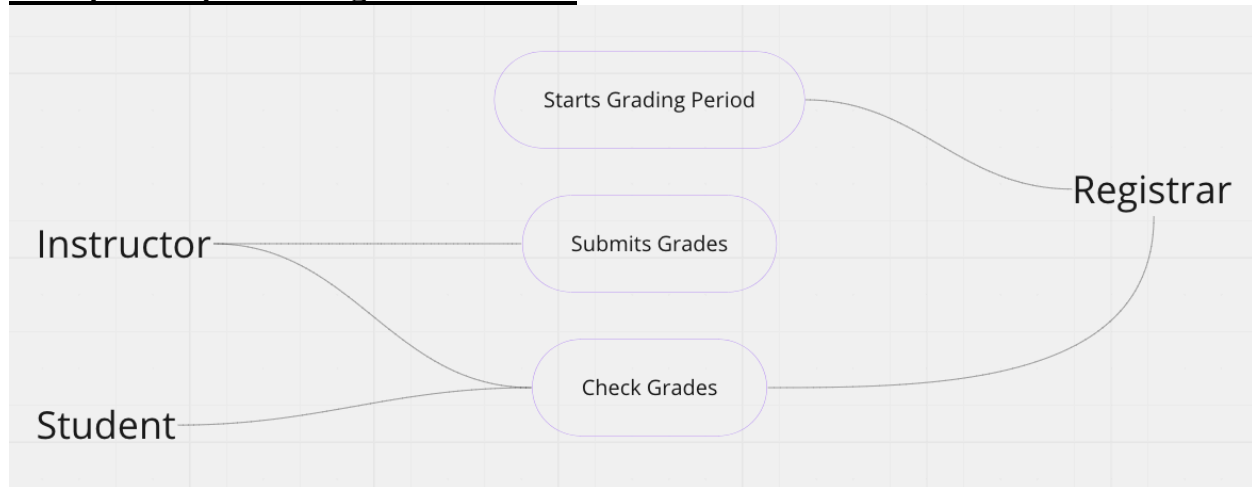 Starts Grading Period
Registrar
Instructor
Submits Grades
Check Grades
Student